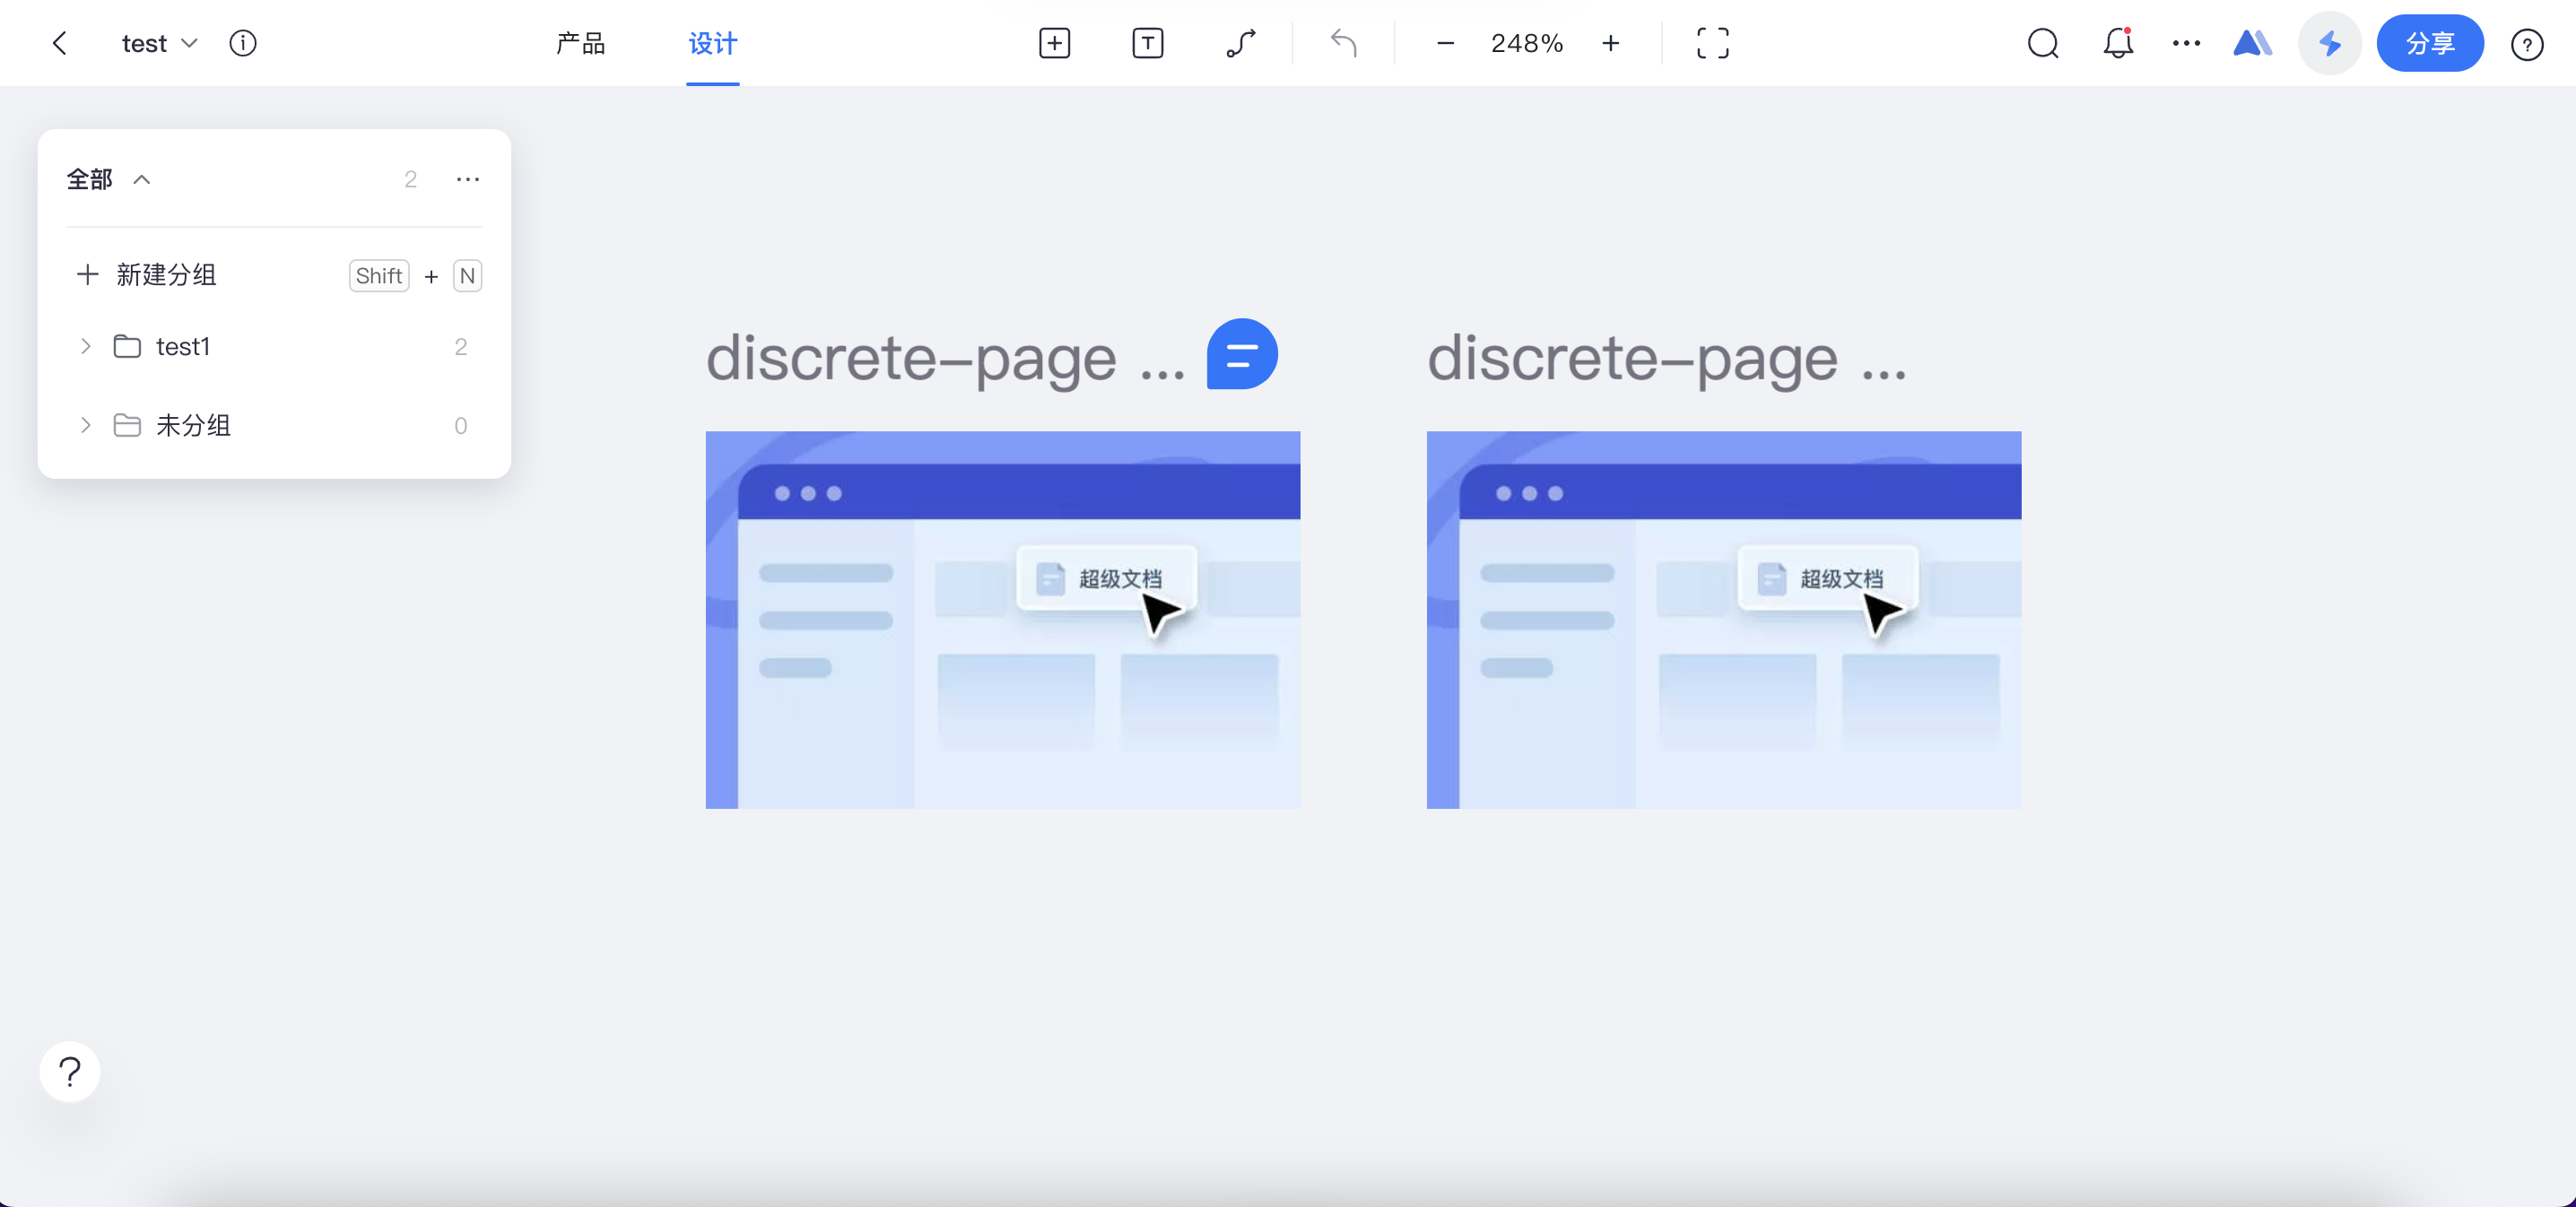 test
产品
设计
T
248%
分享
?
全部
2
...
新建分组
Shift + N
test1
2
未分组
0
discrete-page ...
discrete-page ...
超级文档
超级文档
?